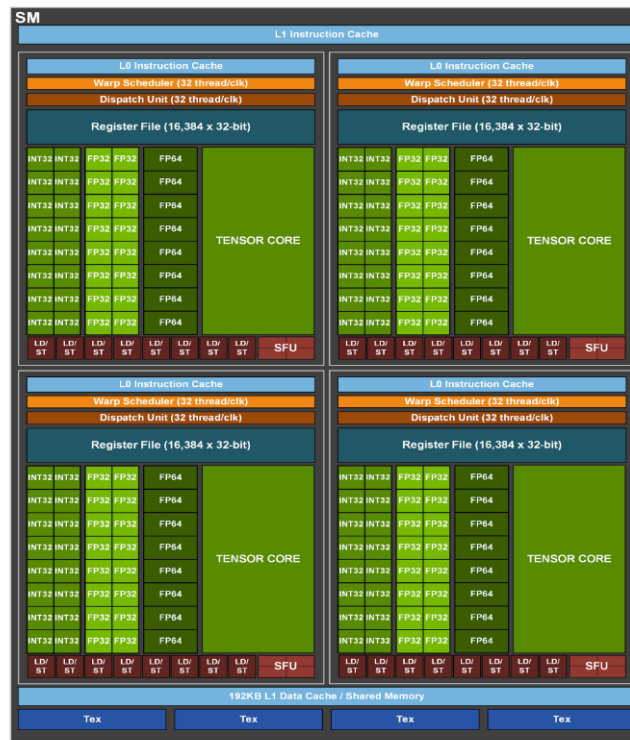 SM
L1 Instruction Cache
L0 Instruction Cache
Warp Scheduler (32 thread/clk)
Dispatch Unit (32 thread/clk)
Register File (16,384 x 32-bit)
INT32 INT32 FP32 FP32 FP64
INT32 INT32 FP32 FP32 FP64
INT32 INT32 FP32 FP32 FP64
INT32 INT32 FP32 FP32 FP64
INT32 INT32 FP32 FP32 FP64
INT32 INT32 FP32 FP32 FP64
INT32 INT32 FP32 FP32 FP64
INT32 INT32 FP32 FP32 FP64
TENSOR CORE
LD/ LD/ LD/ LD/ LD/ LD/ LD/ LD/
ST ST ST ST ST ST ST ST
SFU
L0 Instruction Cache
Warp Scheduler (32 thread/clk)
Dispatch Unit (32 thread/clk)
Register File (16,384 x 32-bit)
INT32 INT32 FP32 FP32 FP64
INT32 INT32 FP32 FP32 FP64
INT32 INT32 FP32 FP32 FP64
INT32 INT32 FP32 FP32 FP64
INT32 INT32 FP32 FP32 FP64
INT32 INT32 FP32 FP32 FP64
INT32 INT32 FP32 FP32 FP64
INT32 INT32 FP32 FP32 FP64
TENSOR CORE
LD/ LD/ LD/ LD/ LD/ LD/ LD/ LD/
ST ST ST ST ST ST ST ST
SFU
L0 Instruction Cache
Warp Scheduler (32 thread/clk)
Dispatch Unit (32 thread/clk)
Register File (16,384 x 32-bit)
INT32 INT32 FP32 FP32 FP64
INT32 INT32 FP32 FP32 FP64
INT32 INT32 FP32 FP32 FP64
INT32 INT32 FP32 FP32 FP64
INT32 INT32 FP32 FP32 FP64
INT32 INT32 FP32 FP32 FP64
INT32 INT32 FP32 FP32 FP64
INT32 INT32 FP32 FP32 FP64
TENSOR CORE
LD/ LD/ LD/ LD/ LD/ LD/ LD/ LD/
ST ST ST ST ST ST ST ST
SFU
L0 Instruction Cache
Warp Scheduler (32 thread/clk)
Dispatch Unit (32 thread/clk)
Register File (16,384 x 32-bit)
INT32 INT32 FP32 FP32 FP64
INT32 INT32 FP32 FP32 FP64
INT32 INT32 FP32 FP32 FP64
INT32 INT32 FP32 FP32 FP64
INT32 INT32 FP32 FP32 FP64
INT32 INT32 FP32 FP32 FP64
INT32 INT32 FP32 FP32 FP64
INT32 INT32 FP32 FP32 FP64
TENSOR CORE
LD/ LD/ LD/ LD/ LD/ LD/ LD/ LD/
ST ST ST ST ST ST ST ST
SFU
192KB L1 Data Cache / Shared Memory
Tex Tex Tex Tex